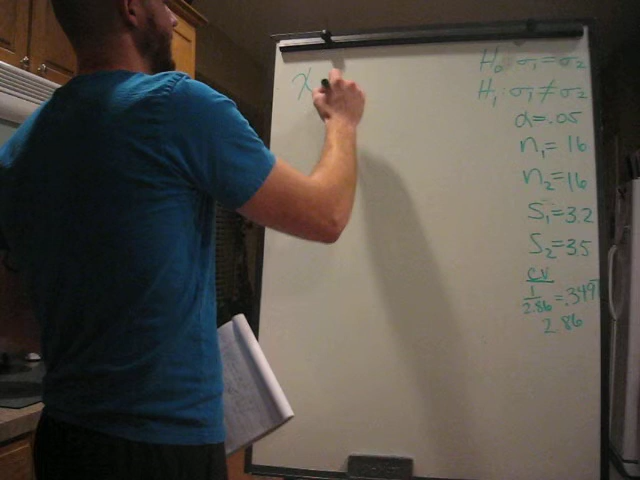 X
H₀: σ₁=σ₂
H₁: σ₁≠σ₂
α=.05
n₁=16
n₂=16
S₁=3.2
S₂=3.5
CV
1/2.86=.3497
2.86